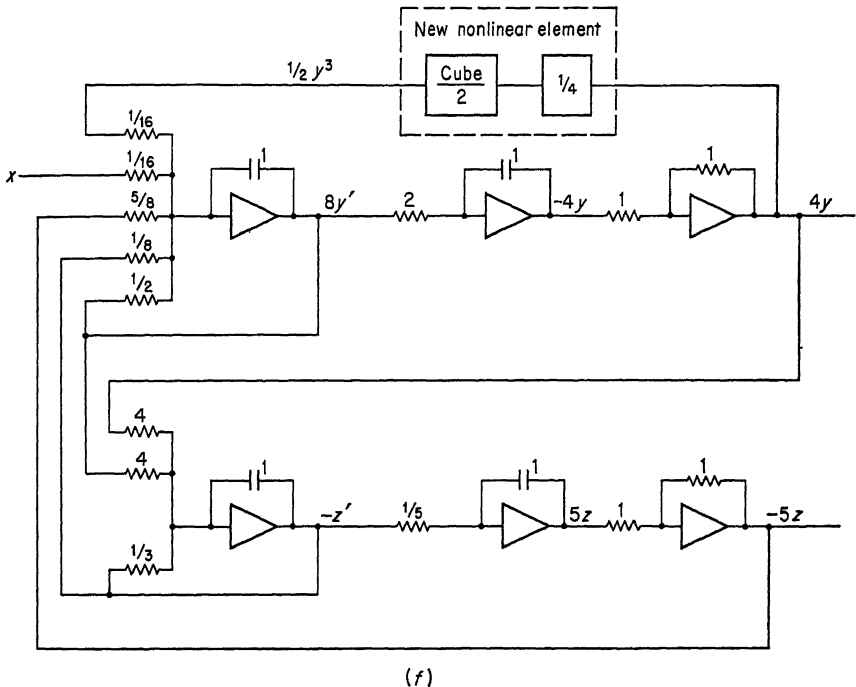 New nonlinear element
½ y³
Cube
2
¼
1/16
x
1/16
1
8y′
2
1
-4y
1
1
4y
5/8
1/8
1/2
4
4
1
-z′
1/5
1
5z
1
1
-5z
1/3
(f)